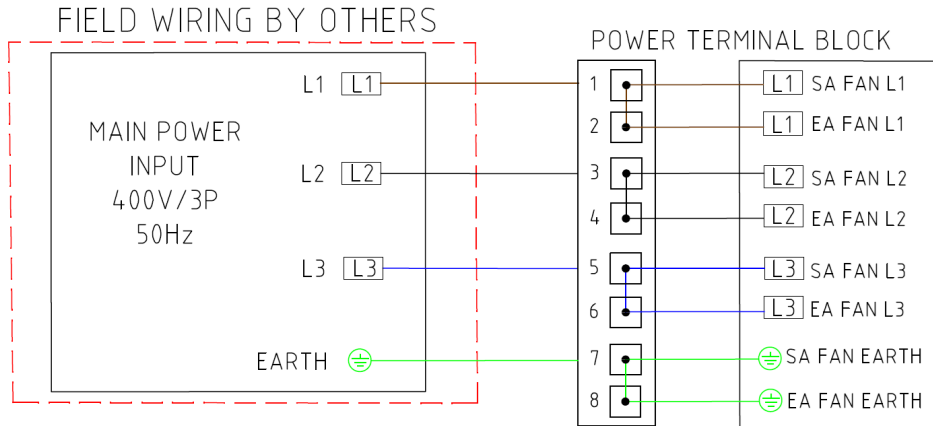 FIELD WIRING BY OTHERS
POWER TERMINAL BLOCK
MAIN POWER
INPUT
400V/3P
50Hz
L1 L1
L2 L2
L3 L3
EARTH
1 L1 SA FAN L1
2 L1 EA FAN L1
3 L2 SA FAN L2
4 L2 EA FAN L2
5 L3 SA FAN L3
6 L3 EA FAN L3
7 SA FAN EARTH
8 EA FAN EARTH